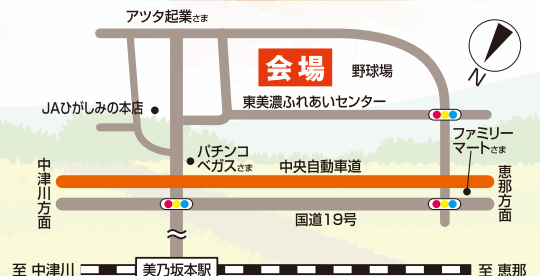 アツタ起業さま
会場
野球場
N
JAひがしみの本店
東美濃ふれあいセンター
ファミリー
マートさま
パチンコ
ベガスさま
中央自動車道
中津川方面
恵那方面
国道19号
至 中津川
美乃坂本駅
至 恵那